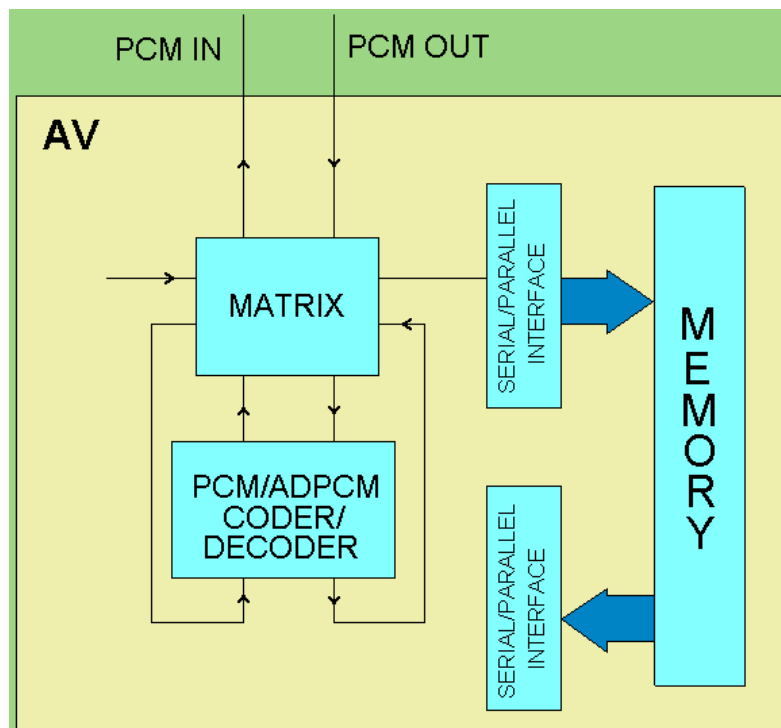 PCM IN
PCM OUT
AV
SERIAL/PARALLEL
INTERFACE
MATRIX
MEMORY
PCM/ADPCM
CODER/
DECODER
SERIAL/PARALLEL
INTERFACE